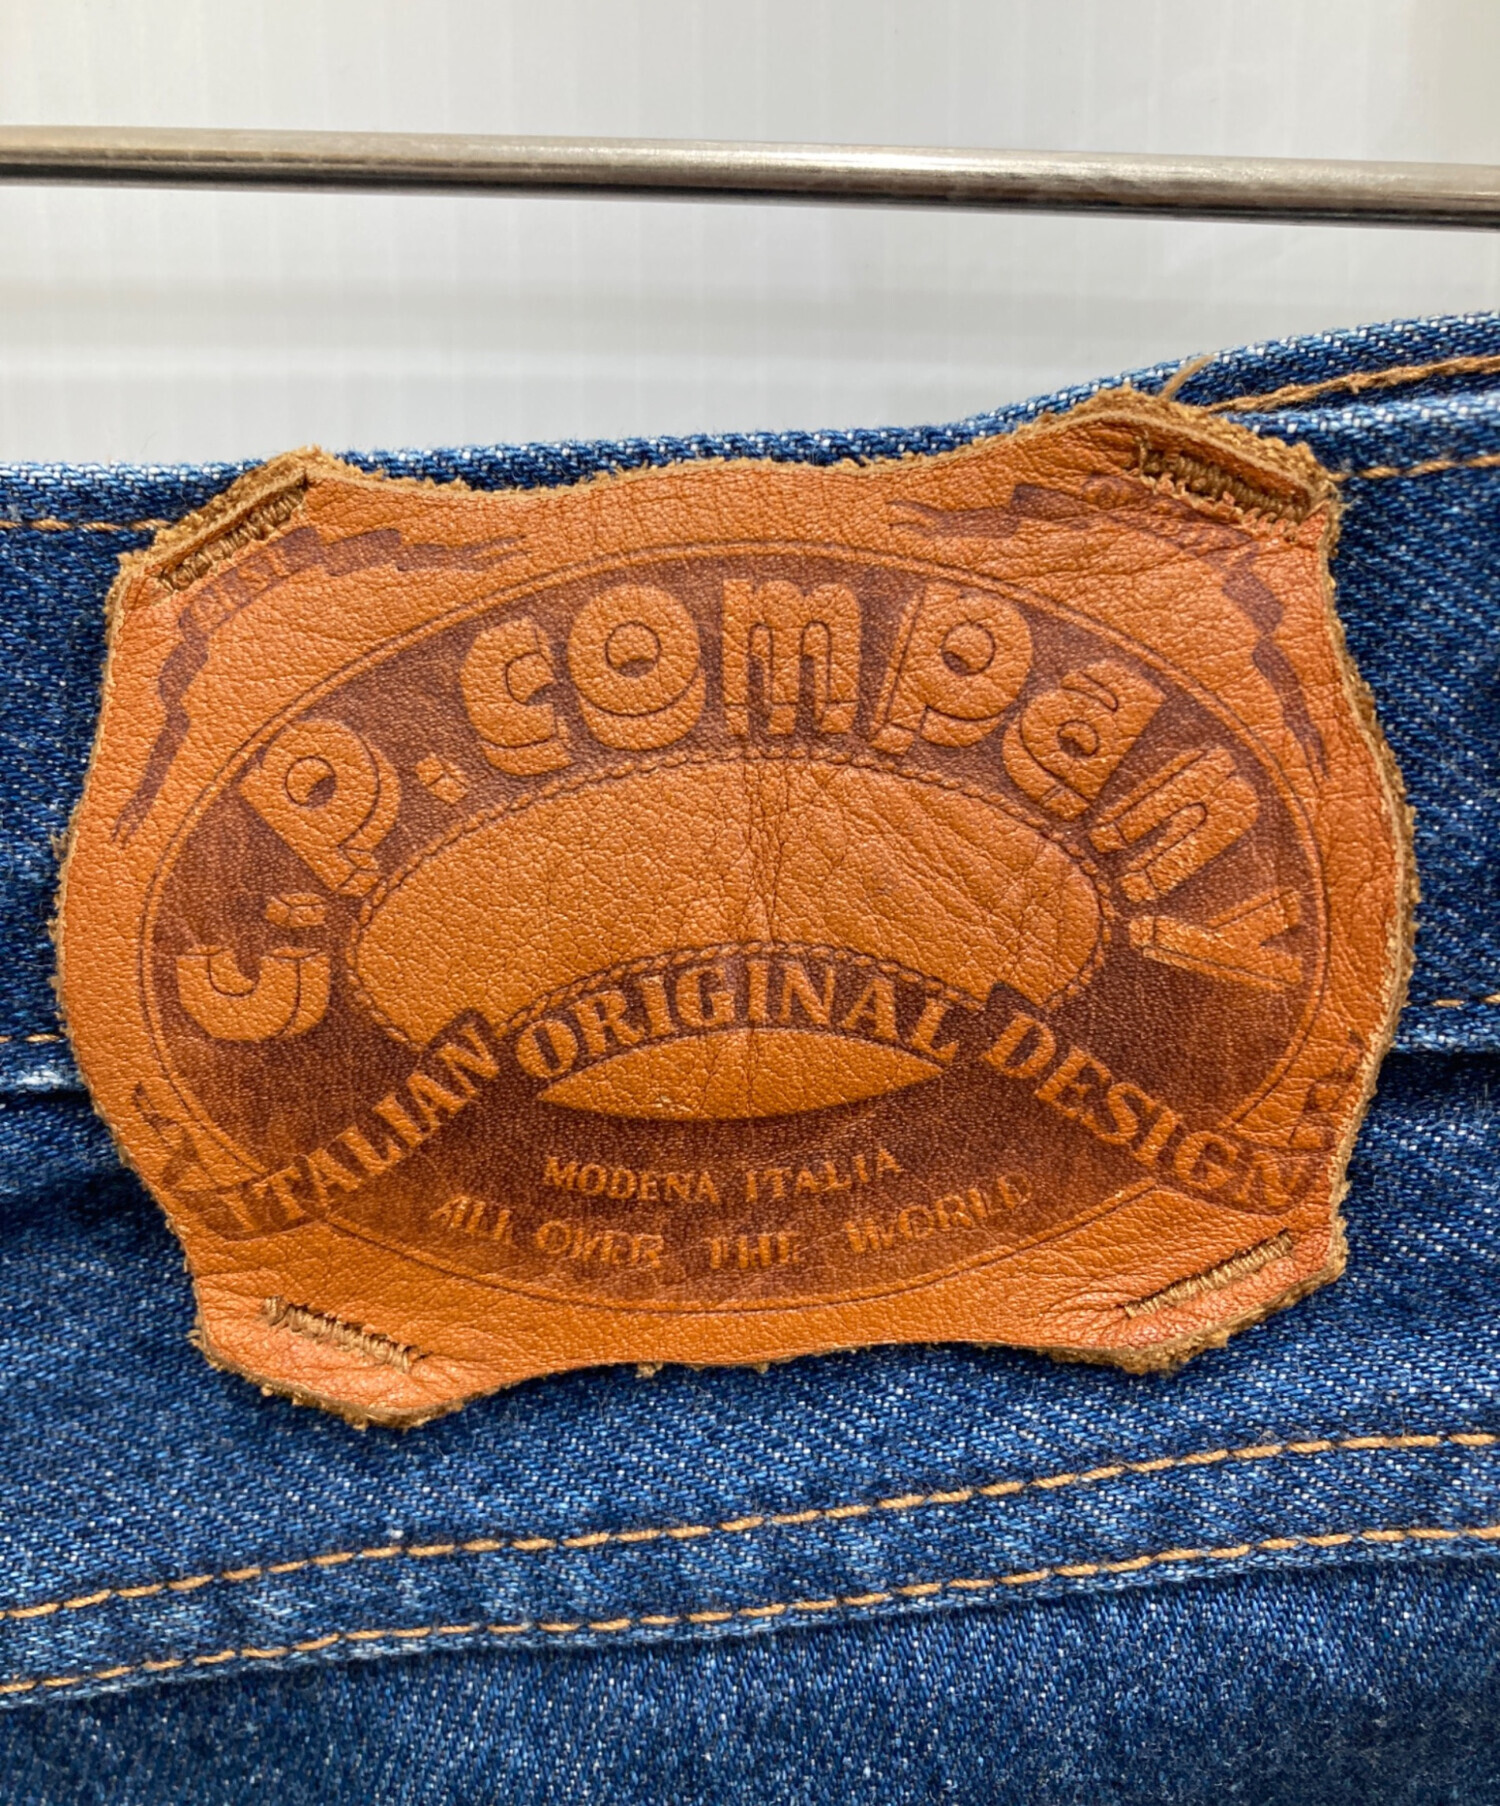 C.P. Company
ITALIAN ORIGINAL DESIGN
MODENA ITALIA
ALL OVER THE WORLD